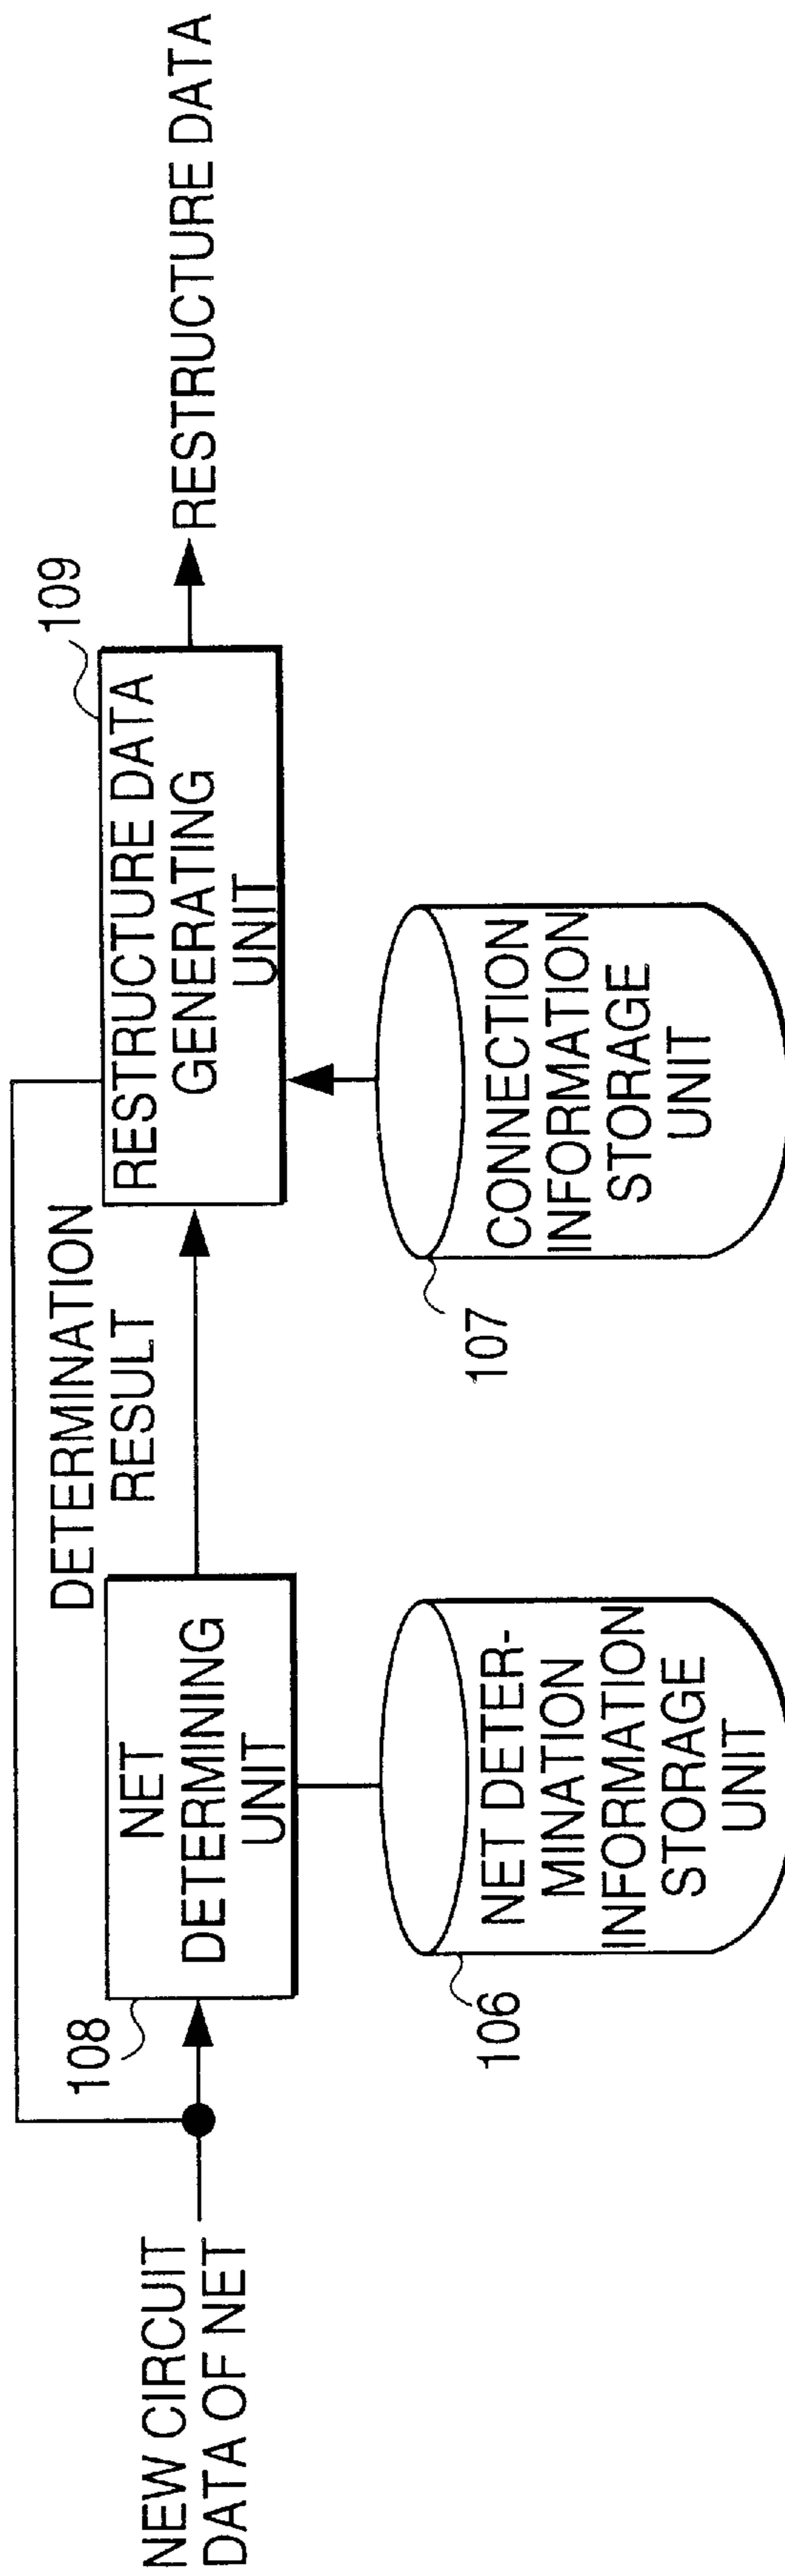 NEW CIRCUIT
DATA OF NET
108
NET
DETERMINING
UNIT
106
NET DETER-
MINATION
INFORMATION
STORAGE
UNIT
DETERMINATION
RESULT
109
RESTRUCTURE DATA
GENERATING
UNIT
107
CONNECTION
INFORMATION
STORAGE
UNIT
RESTRUCTURE DATA